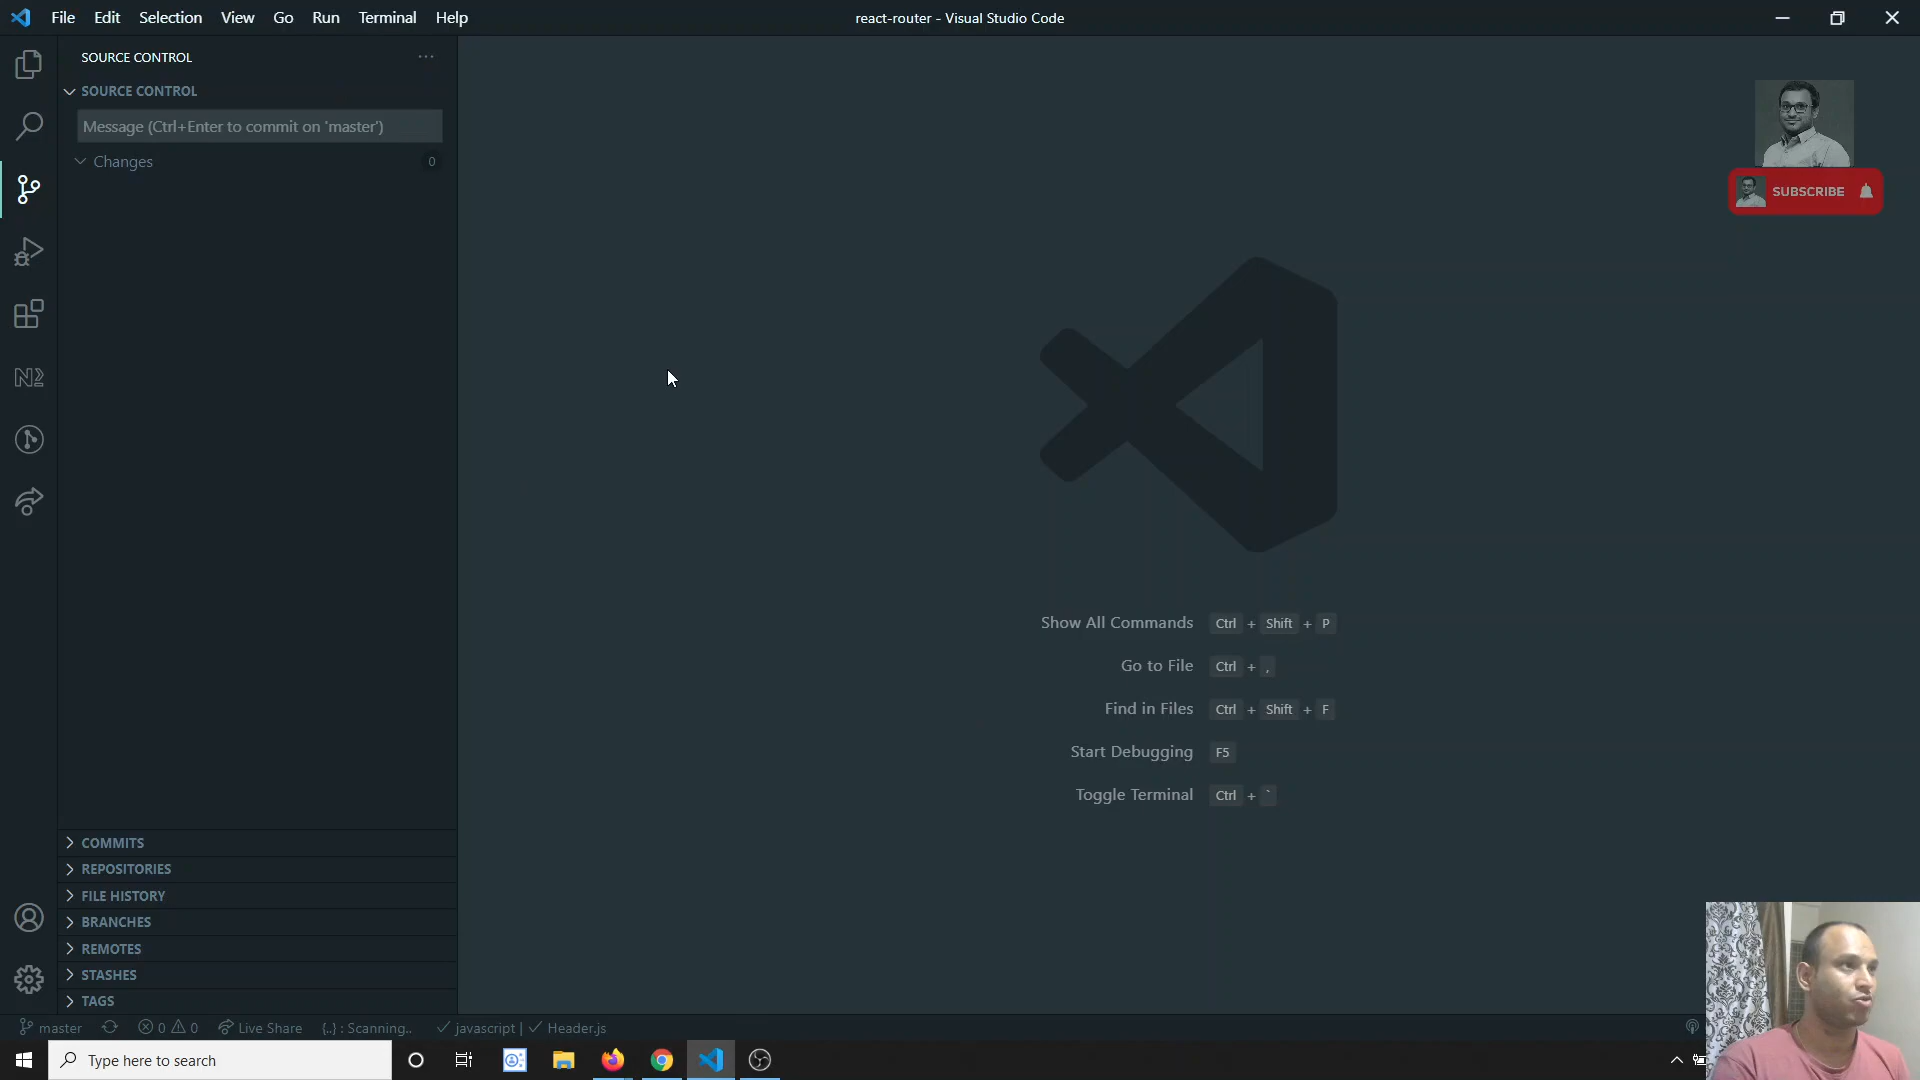 File Edit Selection View Go Run Terminal Help
react-router - Visual Studio Code
SOURCE CONTROL
SOURCE CONTROL
Message (Ctrl+Enter to commit on 'master')
Changes 0
SUBSCRIBE
Show All Commands Ctrl + Shift + P
Go to File Ctrl + ,
Find in Files Ctrl + Shift + F
Start Debugging F5
Toggle Terminal Ctrl + `
COMMITS
REPOSITORIES
FILE HISTORY
BRANCHES
REMOTES
STASHES
TAGS
master 0 0 Live Share {..} : Scanning.. javascript | Header.js
Type here to search